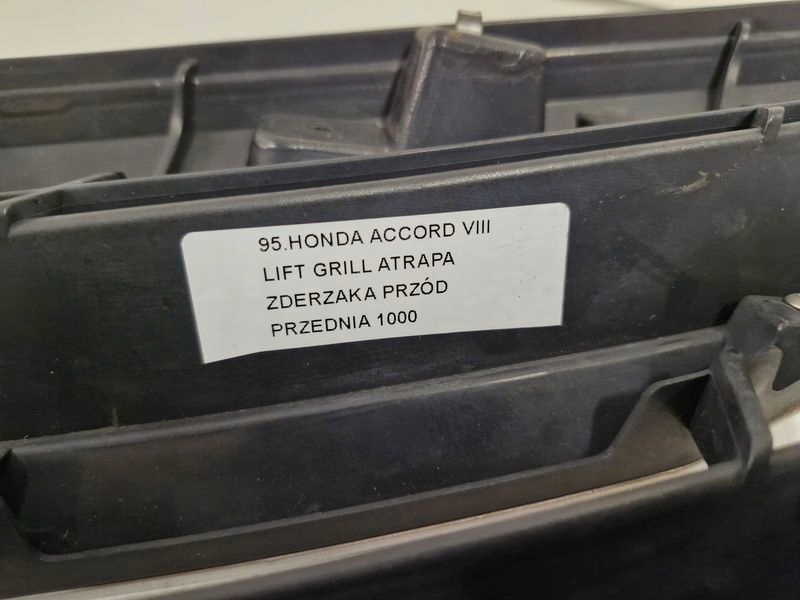 95.HONDA ACCORD VIII
LIFT GRILL ATRAPA
ZDERZAKA PRZÓD
PRZEDNIA 1000